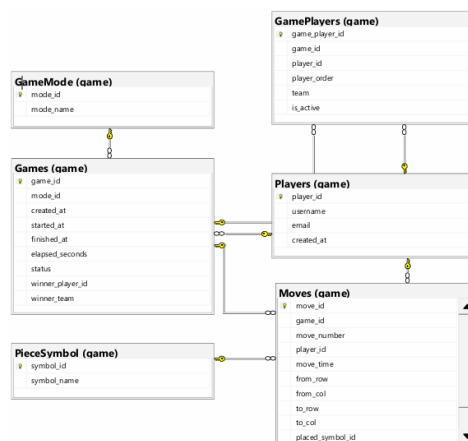 GamePlayers (game)
game_player_id
game_id
player_id
player_order
team
is_active
GameMode (game)
mode_id
mode_name
Games (game)
game_id
mode_id
created_at
started_at
finished_at
elapsed_seconds
status
winner_player_id
winner_team
Players (game)
player_id
username
email
created_at
Moves (game)
move_id
game_id
move_number
player_id
move_time
from_row
from_col
to_row
to_col
placed_symbol_id
PieceSymbol (game)
symbol_id
symbol_name